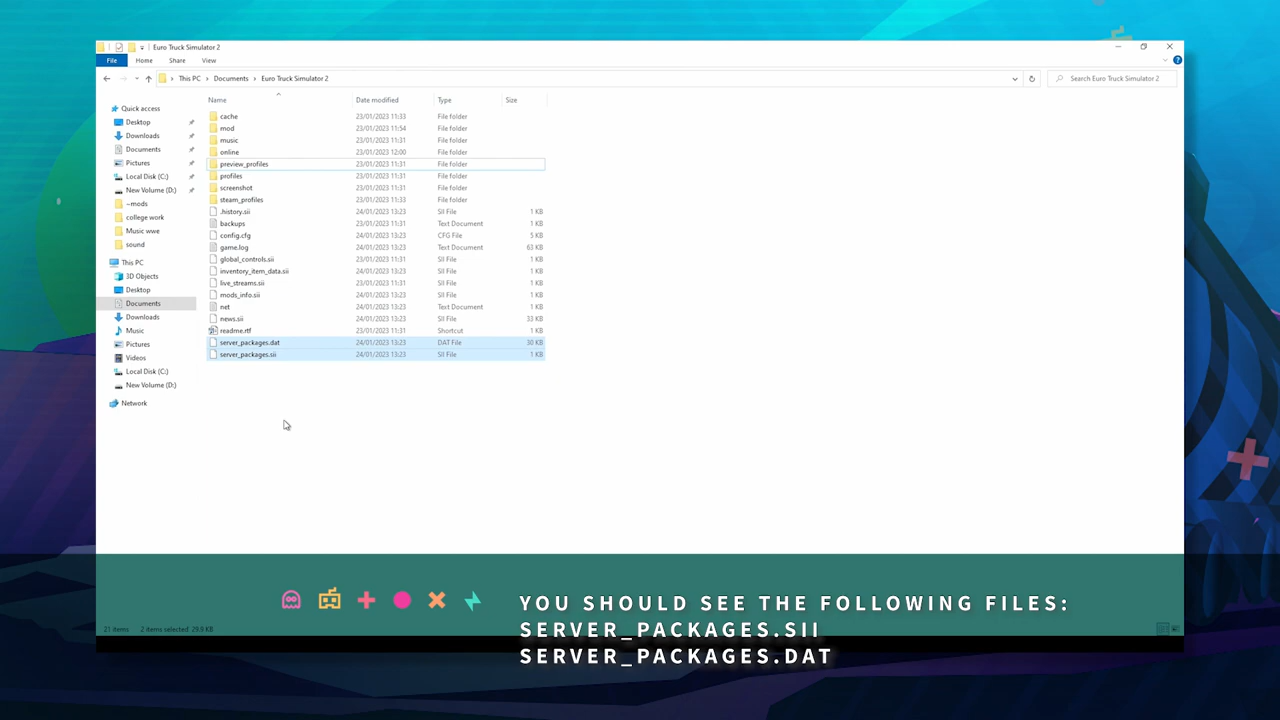 Euro Truck Simulator 2
File Home Share View
This PC Documents Euro Truck Simulator 2
Search Euro Truck Simulator 2
Name Date modified Type Size
Quick access
Desktop
Downloads
Documents
Pictures
Local Disk (C:)
New Volume (D:)
~mods
college work
Music wwe
sound
This PC
3D Objects
Desktop
Documents
Downloads
Music
Pictures
Videos
Local Disk (C:)
New Volume (D:)
Network
cache 23/01/2023 11:33 File folder
mod 23/01/2023 11:54 File folder
music 23/01/2023 11:31 File folder
online 23/01/2023 12:00 File folder
preview_profiles 23/01/2023 11:31 File folder
profiles 23/01/2023 11:31 File folder
screenshot 23/01/2023 11:31 File folder
steam_profiles 23/01/2023 11:33 File folder
.history.sii 24/01/2023 13:23 SII File 1 KB
backups 23/01/2023 11:31 Text Document 1 KB
config.cfg 24/01/2023 13:23 CFG File 5 KB
game.log 24/01/2023 13:23 Text Document 63 KB
global_controls.sii 23/01/2023 11:31 SII File 1 KB
inventory_item_data.sii 24/01/2023 13:23 SII File 1 KB
live_streams.sii 24/01/2023 13:23 SII File 1 KB
mods_info.sii 24/01/2023 13:23 SII File 1 KB
net 24/01/2023 13:23 Text Document 1 KB
news.sii 24/01/2023 13:23 SII File 33 KB
readme.rtf 23/01/2023 11:31 Shortcut 1 KB
server_packages.dat 24/01/2023 13:23 DAT File 30 KB
server_packages.sii 24/01/2023 13:23 SII File 1 KB
21 items 2 items selected 29.9 KB
YOU SHOULD SEE THE FOLLOWING FILES:
SERVER_PACKAGES.SII
SERVER_PACKAGES.DAT